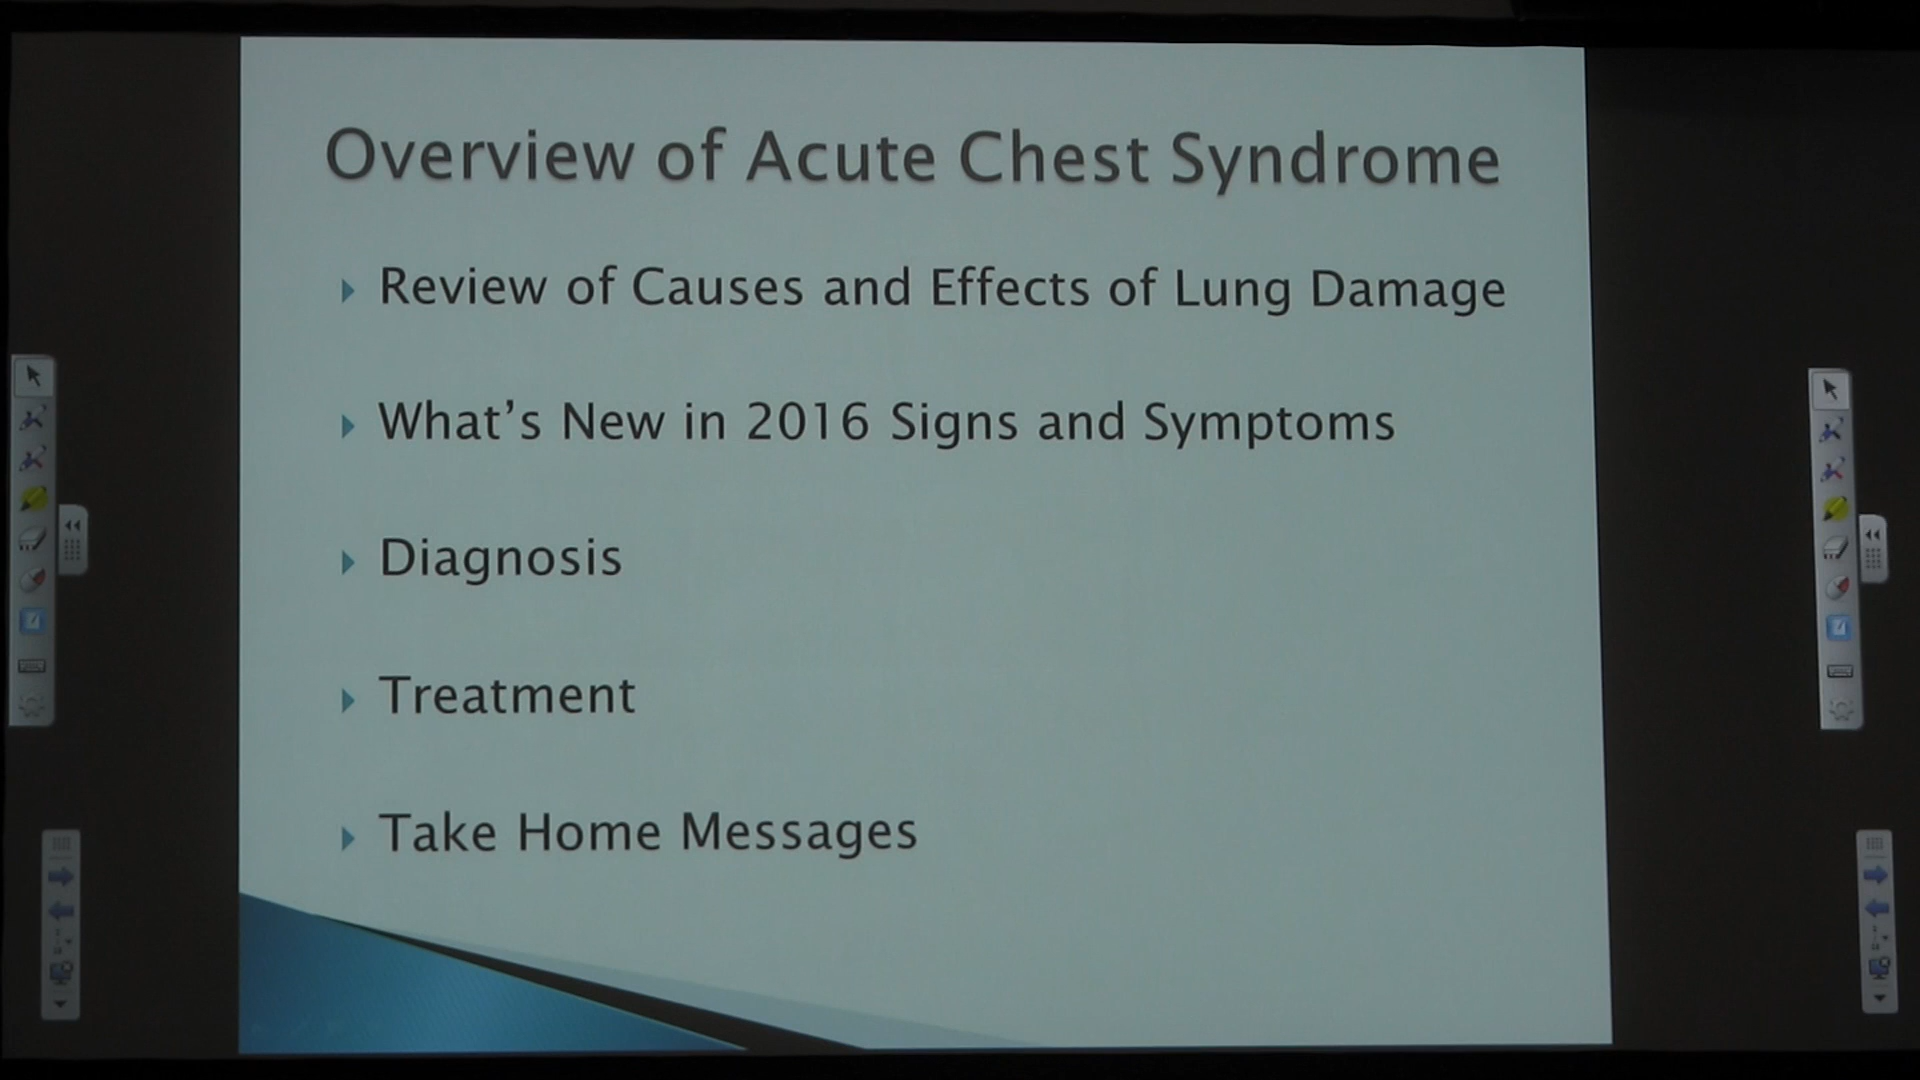 Overview of Acute Chest Syndrome
Review of Causes and Effects of Lung Damage
What's New in 2016 Signs and Symptoms
Diagnosis
Treatment
Take Home Messages